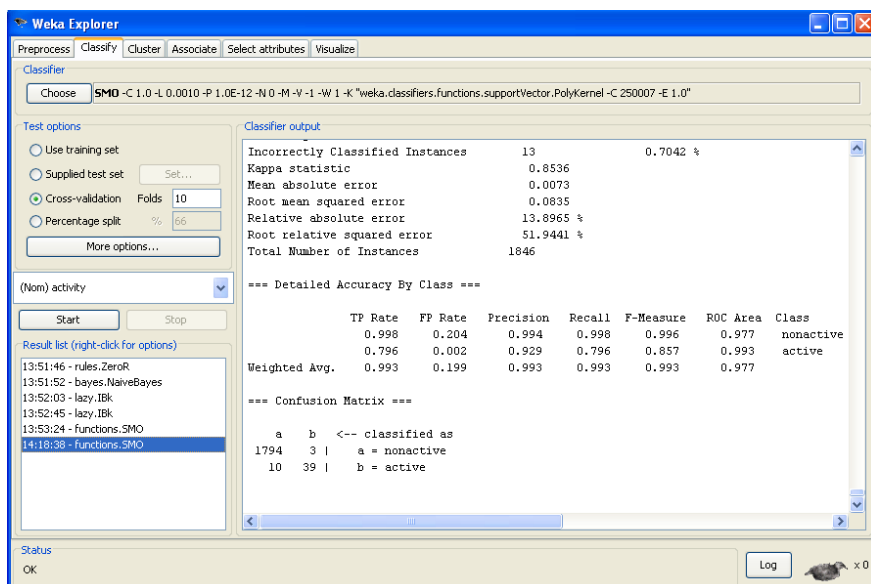 Weka Explorer
Preprocess Classify Cluster Associate Select attributes Visualize
Classifier
Choose SMO -C 1.0 -L 0.0010 -P 1.0E-12 -N 0 -M -V -1 -W 1 -K "weka.classifiers.functions.supportVector.PolyKernel -C 250007 -E 1.0"
Test options
Use training set
Supplied test set Set...
Cross-validation Folds 10
Percentage split % 66
More options...
(Nom) activity
Start Stop
Result list (right-click for options)
13:51:46 - rules.ZeroR
13:51:52 - bayes.NaiveBayes
13:52:03 - lazy.IBk
13:52:45 - lazy.IBk
13:53:24 - functions.SMO
14:18:38 - functions.SMO
Classifier output
Incorrectly Classified Instances 13 0.7042 %
Kappa statistic 0.8536
Mean absolute error 0.0073
Root mean squared error 0.0835
Relative absolute error 13.8965 %
Root relative squared error 51.9441 %
Total Number of Instances 1846
=== Detailed Accuracy By Class ===
TP Rate FP Rate Precision Recall F-Measure ROC Area Class
0.998 0.204 0.994 0.998 0.996 0.977 nonactive
0.796 0.002 0.929 0.796 0.857 0.993 active
Weighted Avg. 0.993 0.199 0.993 0.993 0.993 0.977
=== Confusion Matrix ===
a b <-- classified as
1794 3 | a = nonactive
10 39 | b = active
Status
OK
Log x 0